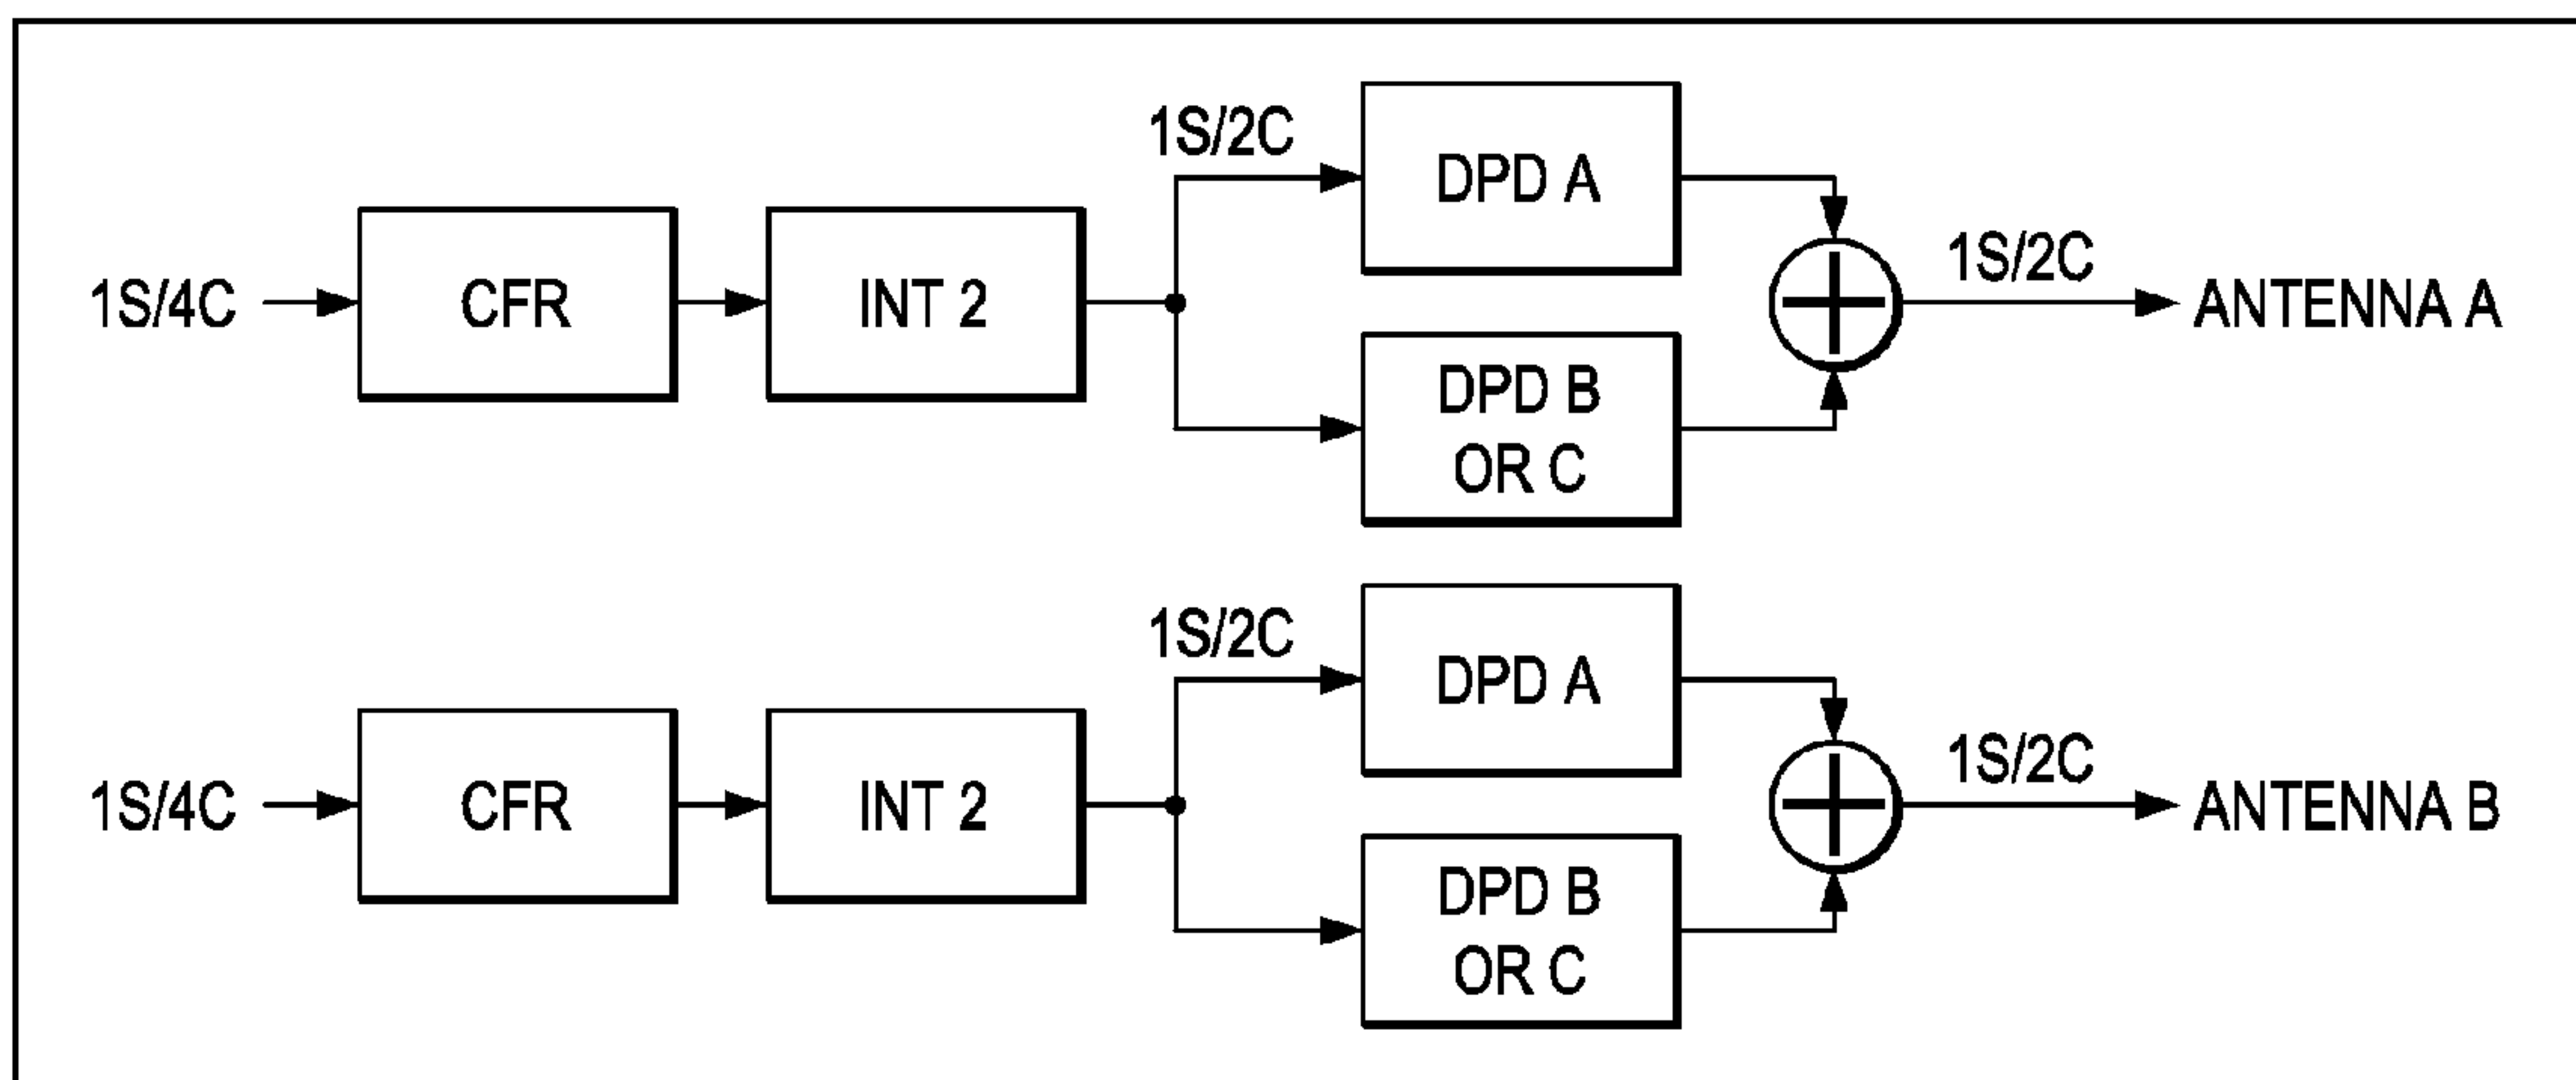 1S/4C
CFR
INT 2
1S/2C
DPD A
DPD B
OR C
1S/2C
ANTENNA A
1S/4C
CFR
INT 2
1S/2C
DPD A
DPD B
OR C
1S/2C
ANTENNA B